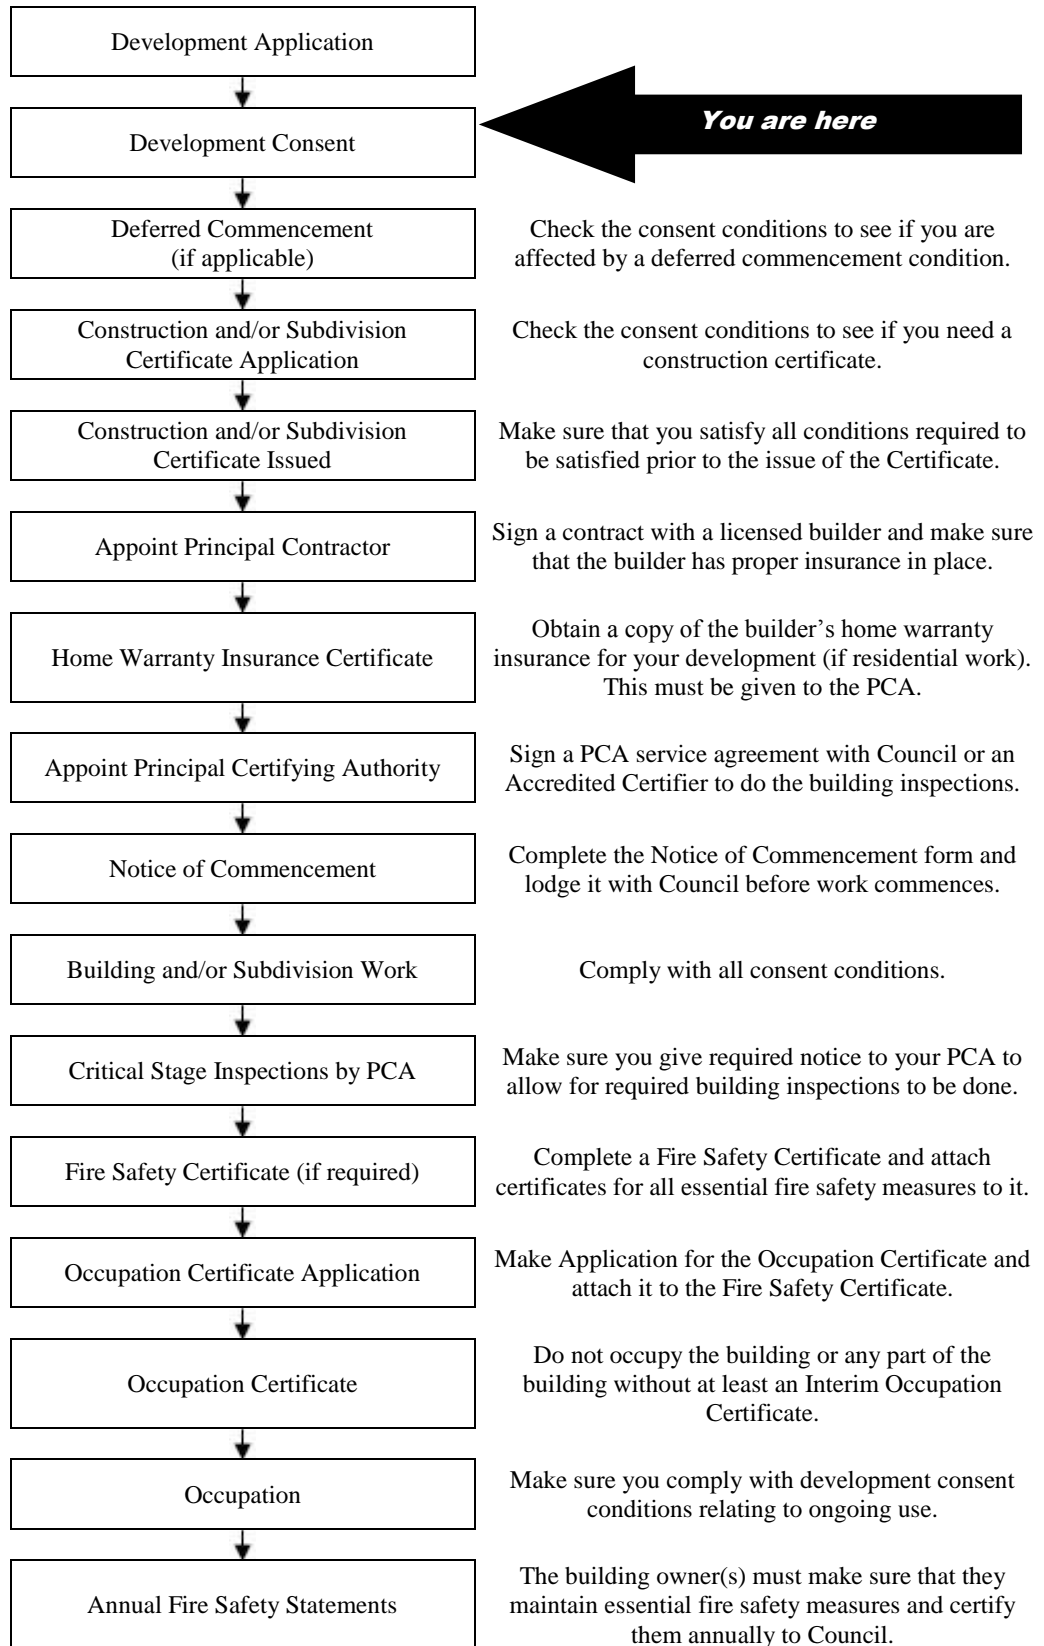 Development Application
Development Consent
You are here
Deferred Commencement
(if applicable)
Check the consent conditions to see if you are
affected by a deferred commencement condition.
Construction and/or Subdivision
Certificate Application
Check the consent conditions to see if you need a
construction certificate.
Construction and/or Subdivision
Certificate Issued
Make sure that you satisfy all conditions required to
be satisfied prior to the issue of the Certificate.
Appoint Principal Contractor
Sign a contract with a licensed builder and make sure
that the builder has proper insurance in place.
Home Warranty Insurance Certificate
Obtain a copy of the builder’s home warranty
insurance for your development (if residential work).
This must be given to the PCA.
Appoint Principal Certifying Authority
Sign a PCA service agreement with Council or an
Accredited Certifier to do the building inspections.
Notice of Commencement
Complete the Notice of Commencement form and
lodge it with Council before work commences.
Building and/or Subdivision Work
Comply with all consent conditions.
Critical Stage Inspections by PCA
Make sure you give required notice to your PCA to
allow for required building inspections to be done.
Fire Safety Certificate (if required)
Complete a Fire Safety Certificate and attach
certificates for all essential fire safety measures to it.
Occupation Certificate Application
Make Application for the Occupation Certificate and
attach it to the Fire Safety Certificate.
Occupation Certificate
Do not occupy the building or any part of the
building without at least an Interim Occupation
Certificate.
Occupation
Make sure you comply with development consent
conditions relating to ongoing use.
Annual Fire Safety Statements
The building owner(s) must make sure that they
maintain essential fire safety measures and certify
them annually to Council.